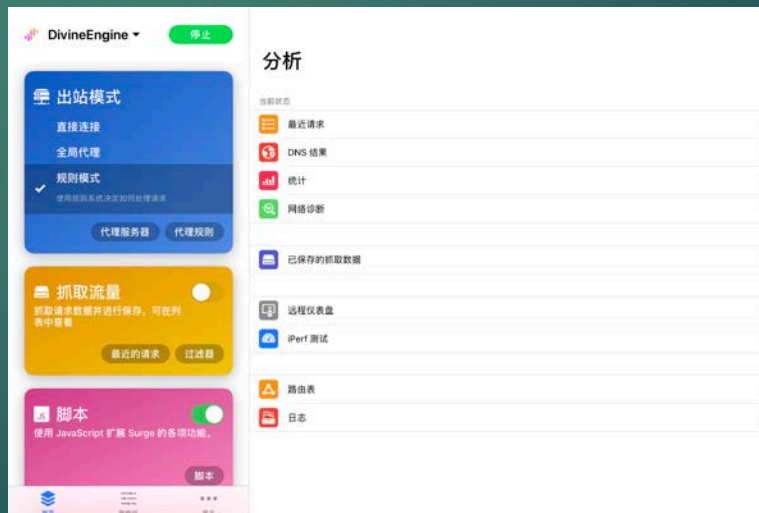 DivineEngine
停止
出站模式
直接连接
全局代理
规则模式
使用规则系统决定如何处理请求
代理服务器
代理规则
抓取流量
抓取请求数据并进行保存，可在列
表中查看
最近的请求
过滤器
JS
脚本
使用 JavaScript 扩展 Surge 的各项功能。
脚本
分析
当前状态
最近请求
DNS 结果
统计
网络诊断
已保存的抓取数据
远程仪表盘
iPerf 测试
路由表
日志